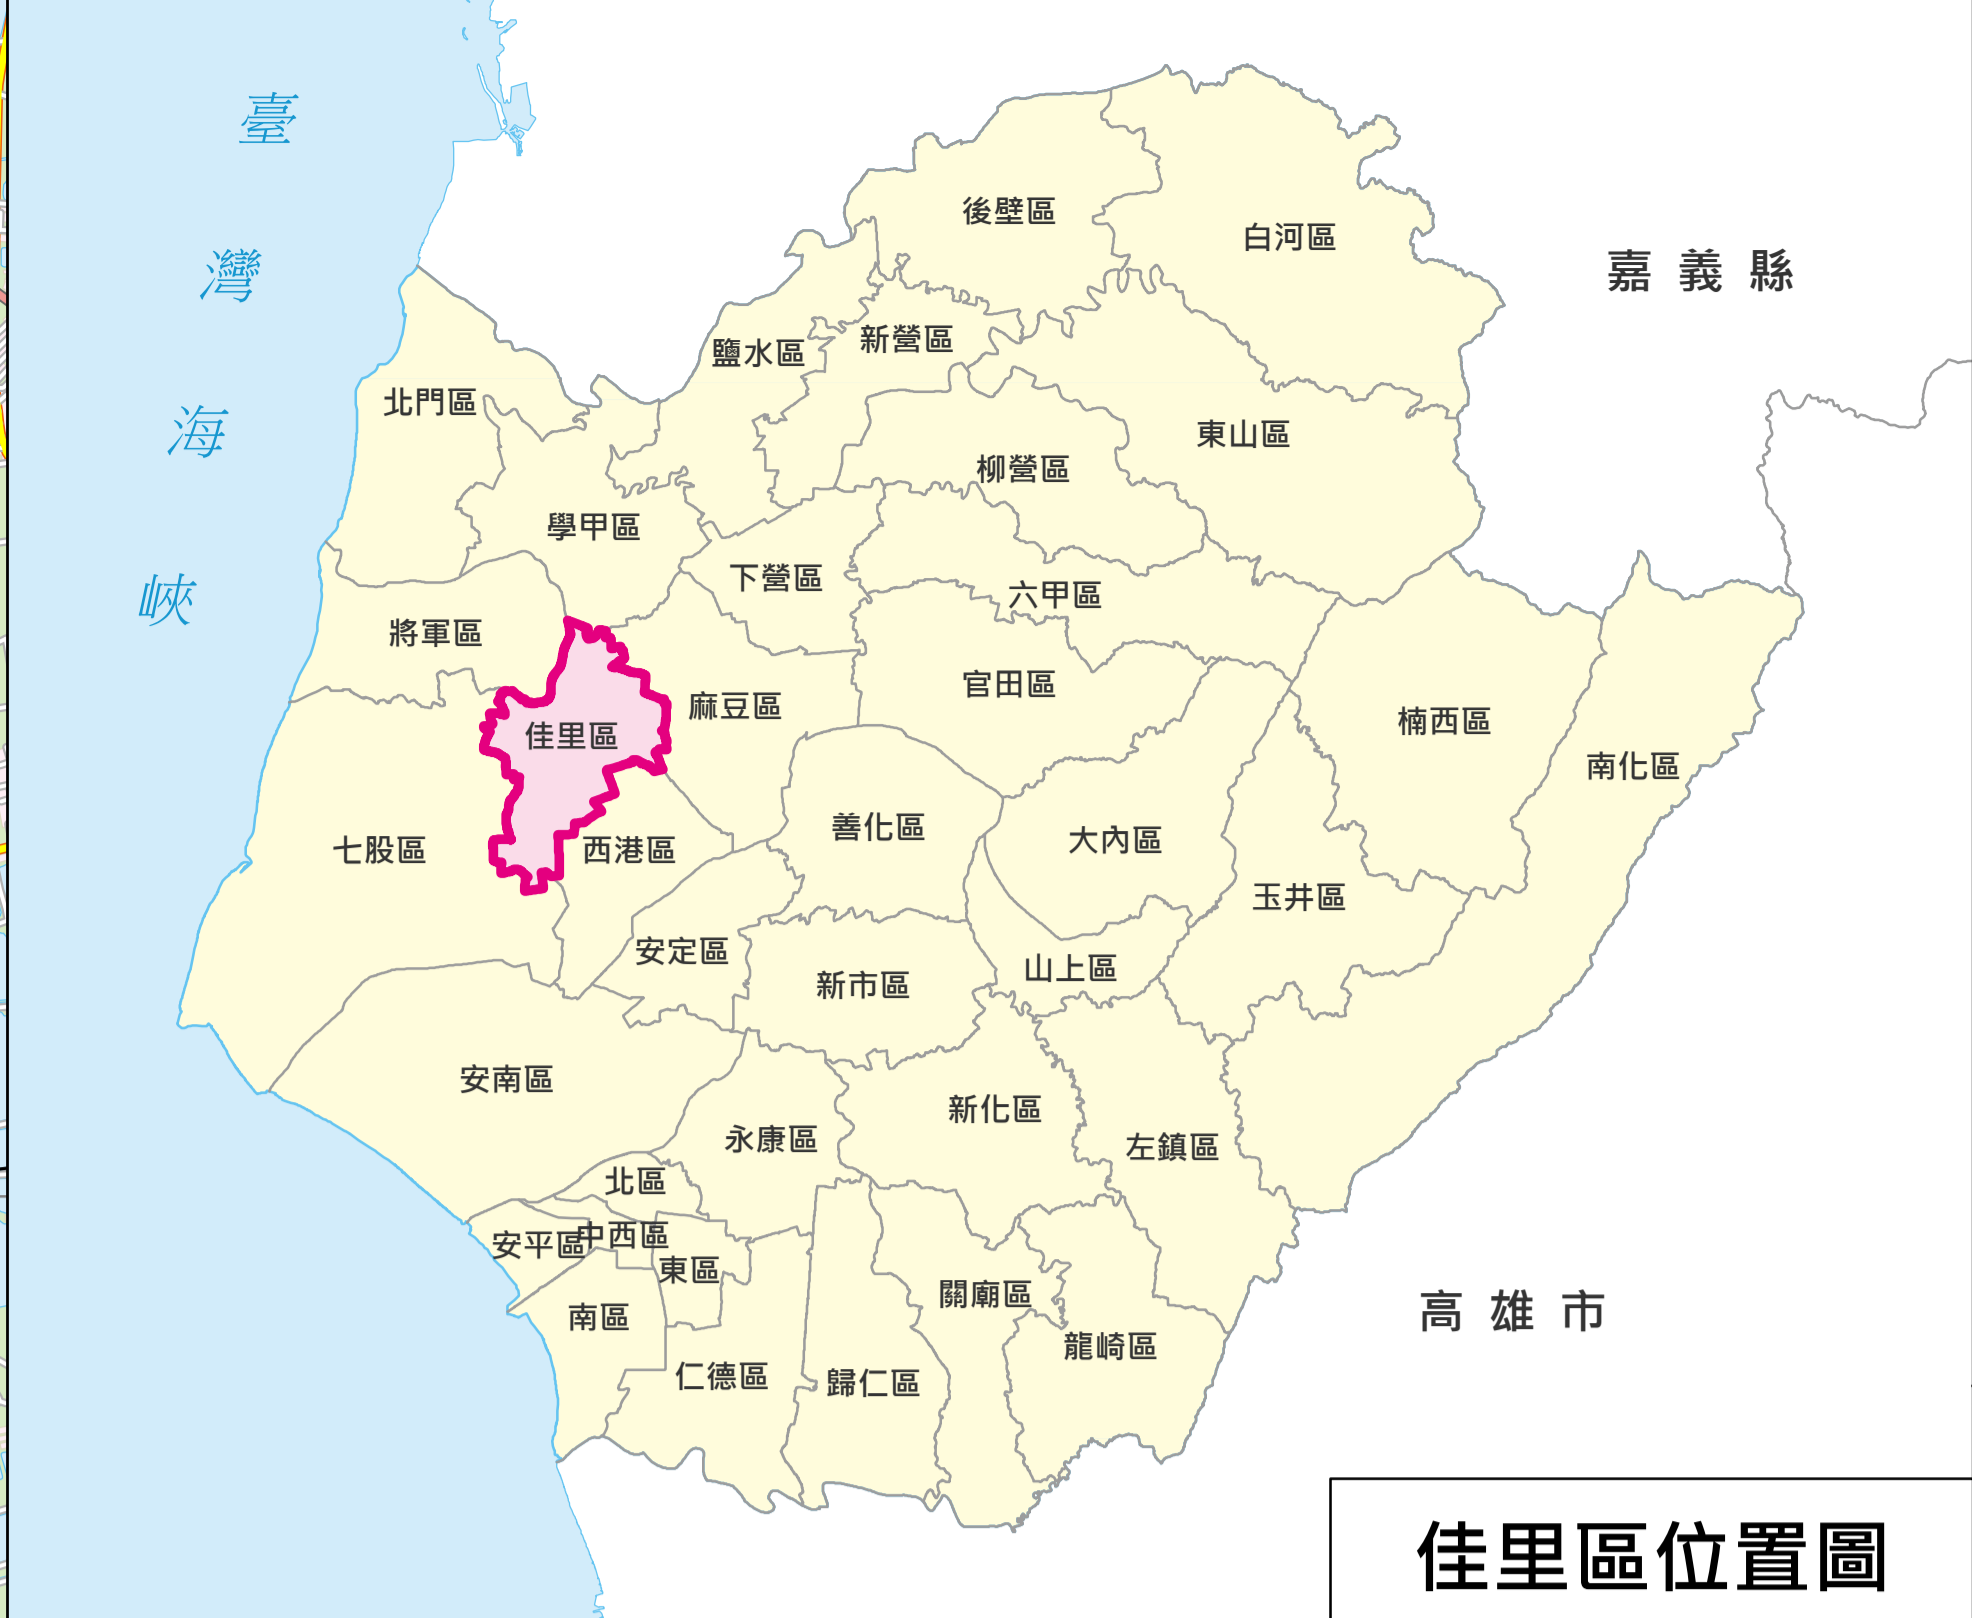 臺灣海峽
後壁區
白河區
嘉義縣
鹽水區
新營區
北門區
東山區
柳營區
學甲區
下營區
六甲區
將軍區
官田區
麻豆區
楠西區
佳里區
南化區
善化區
大內區
七股區
西港區
玉井區
安定區
山上區
新市區
安南區
新化區
永康區
左鎮區
北區
中西區
安平區
東區
關廟區
高雄市
南區
龍崎區
仁德區
歸仁區
佳里區位置圖